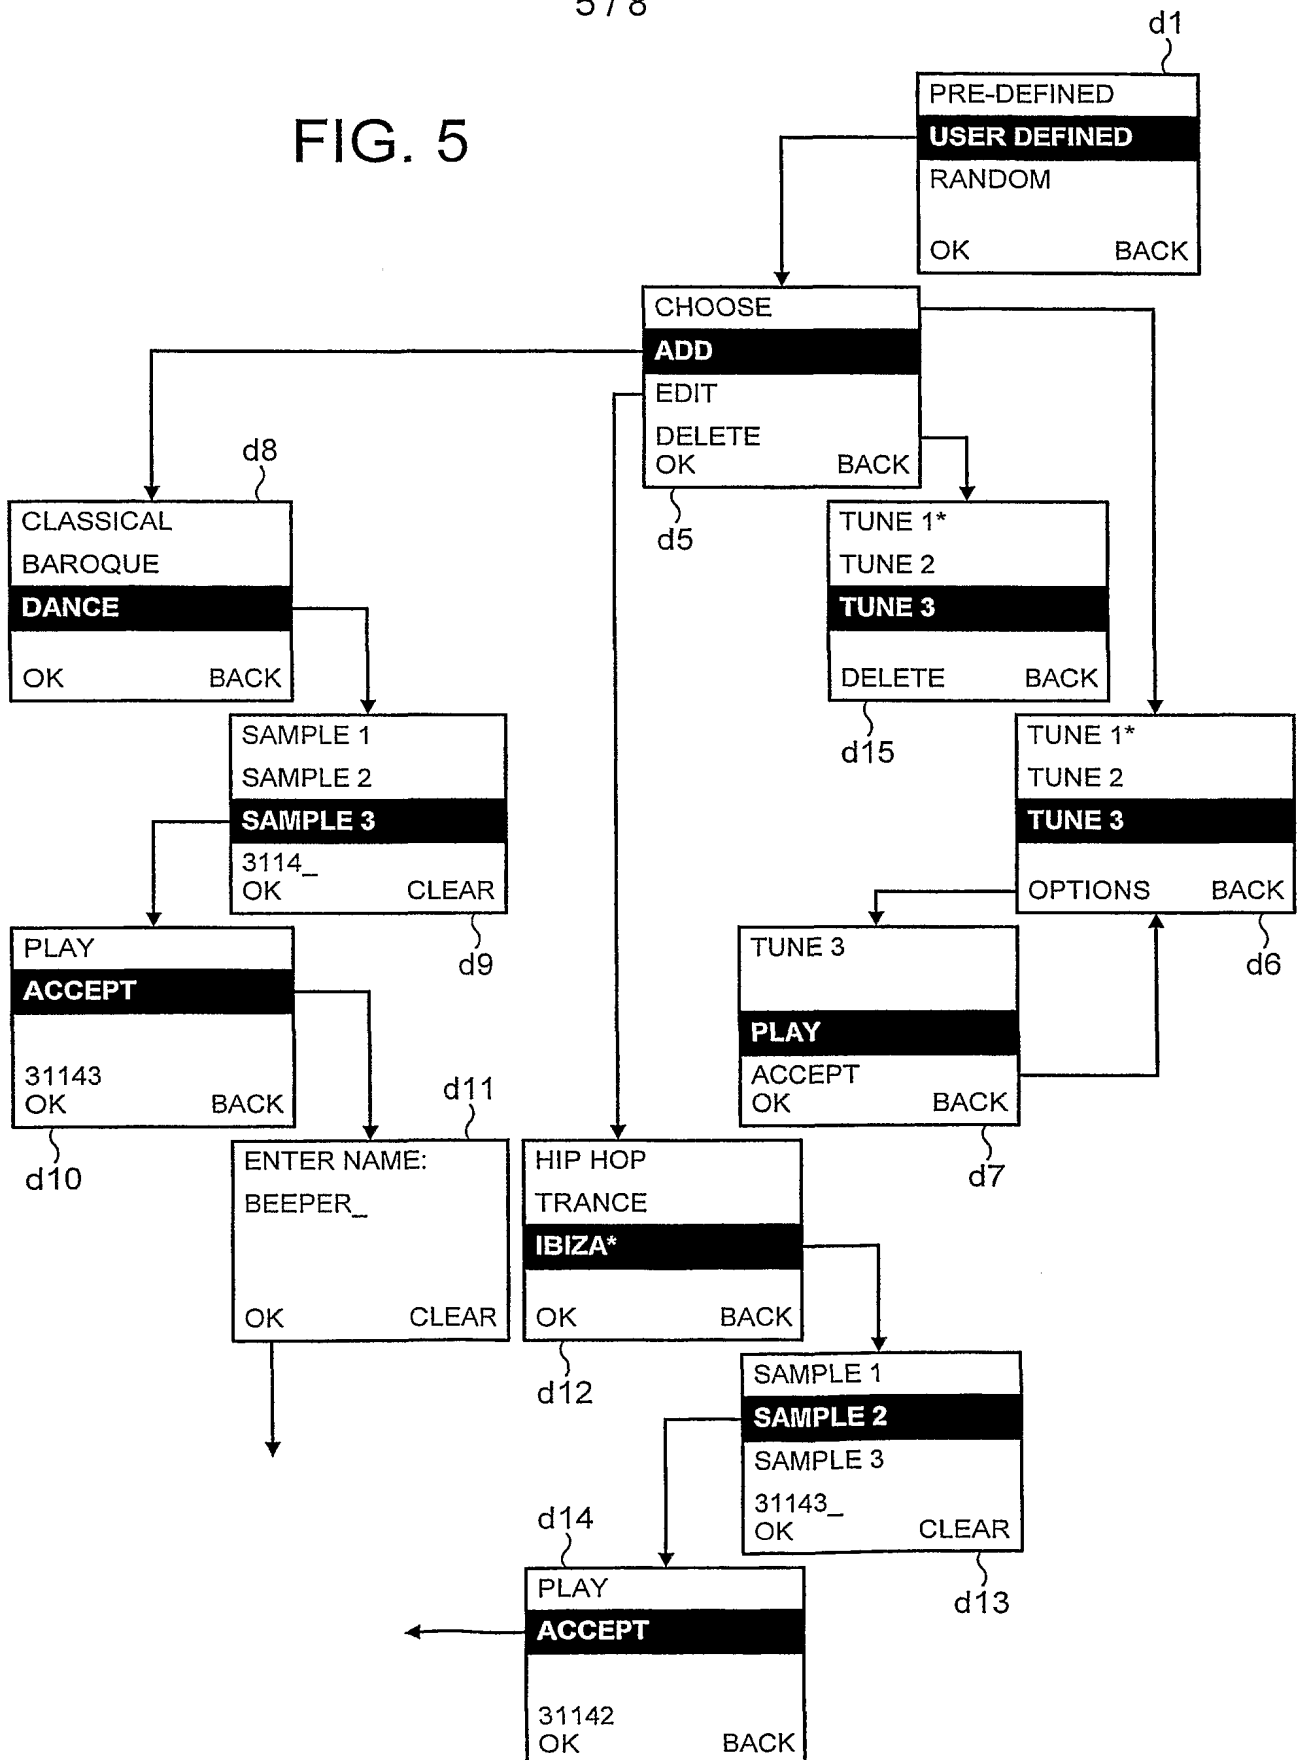 5 / 8
FIG. 5
d1
PRE-DEFINED
USER DEFINED
RANDOM
OK BACK
CHOOSE
ADD
EDIT
DELETE
OK BACK
d5
d8
CLASSICAL
BAROQUE
DANCE
OK BACK
TUNE 1*
TUNE 2
TUNE 3
DELETE BACK
d15
SAMPLE 1
SAMPLE 2
SAMPLE 3
3114_
OK CLEAR
d9
TUNE 1*
TUNE 2
TUNE 3
OPTIONS BACK
d6
PLAY
ACCEPT
31143
OK BACK
d10
TUNE 3
PLAY
ACCEPT
OK BACK
d7
d11
ENTER NAME:
BEEPER_
OK CLEAR
HIP HOP
TRANCE
IBIZA*
OK BACK
d12
SAMPLE 1
SAMPLE 2
SAMPLE 3
31143_
OK CLEAR
d13
d14
PLAY
ACCEPT
31142
OK BACK